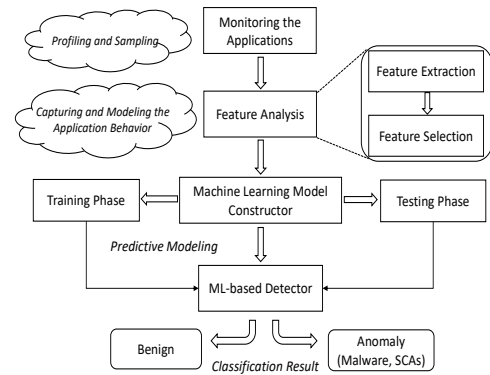 Profiling and Sampling
Monitoring the
Applications
Capturing and Modeling the
Application Behavior
Feature Analysis
Feature Extraction
Feature Selection
Training Phase
Machine Learning Model
Constructor
Testing Phase
Predictive Modeling
ML-based Detector
Benign
Anomaly
(Malware, SCAs)
Classification Result